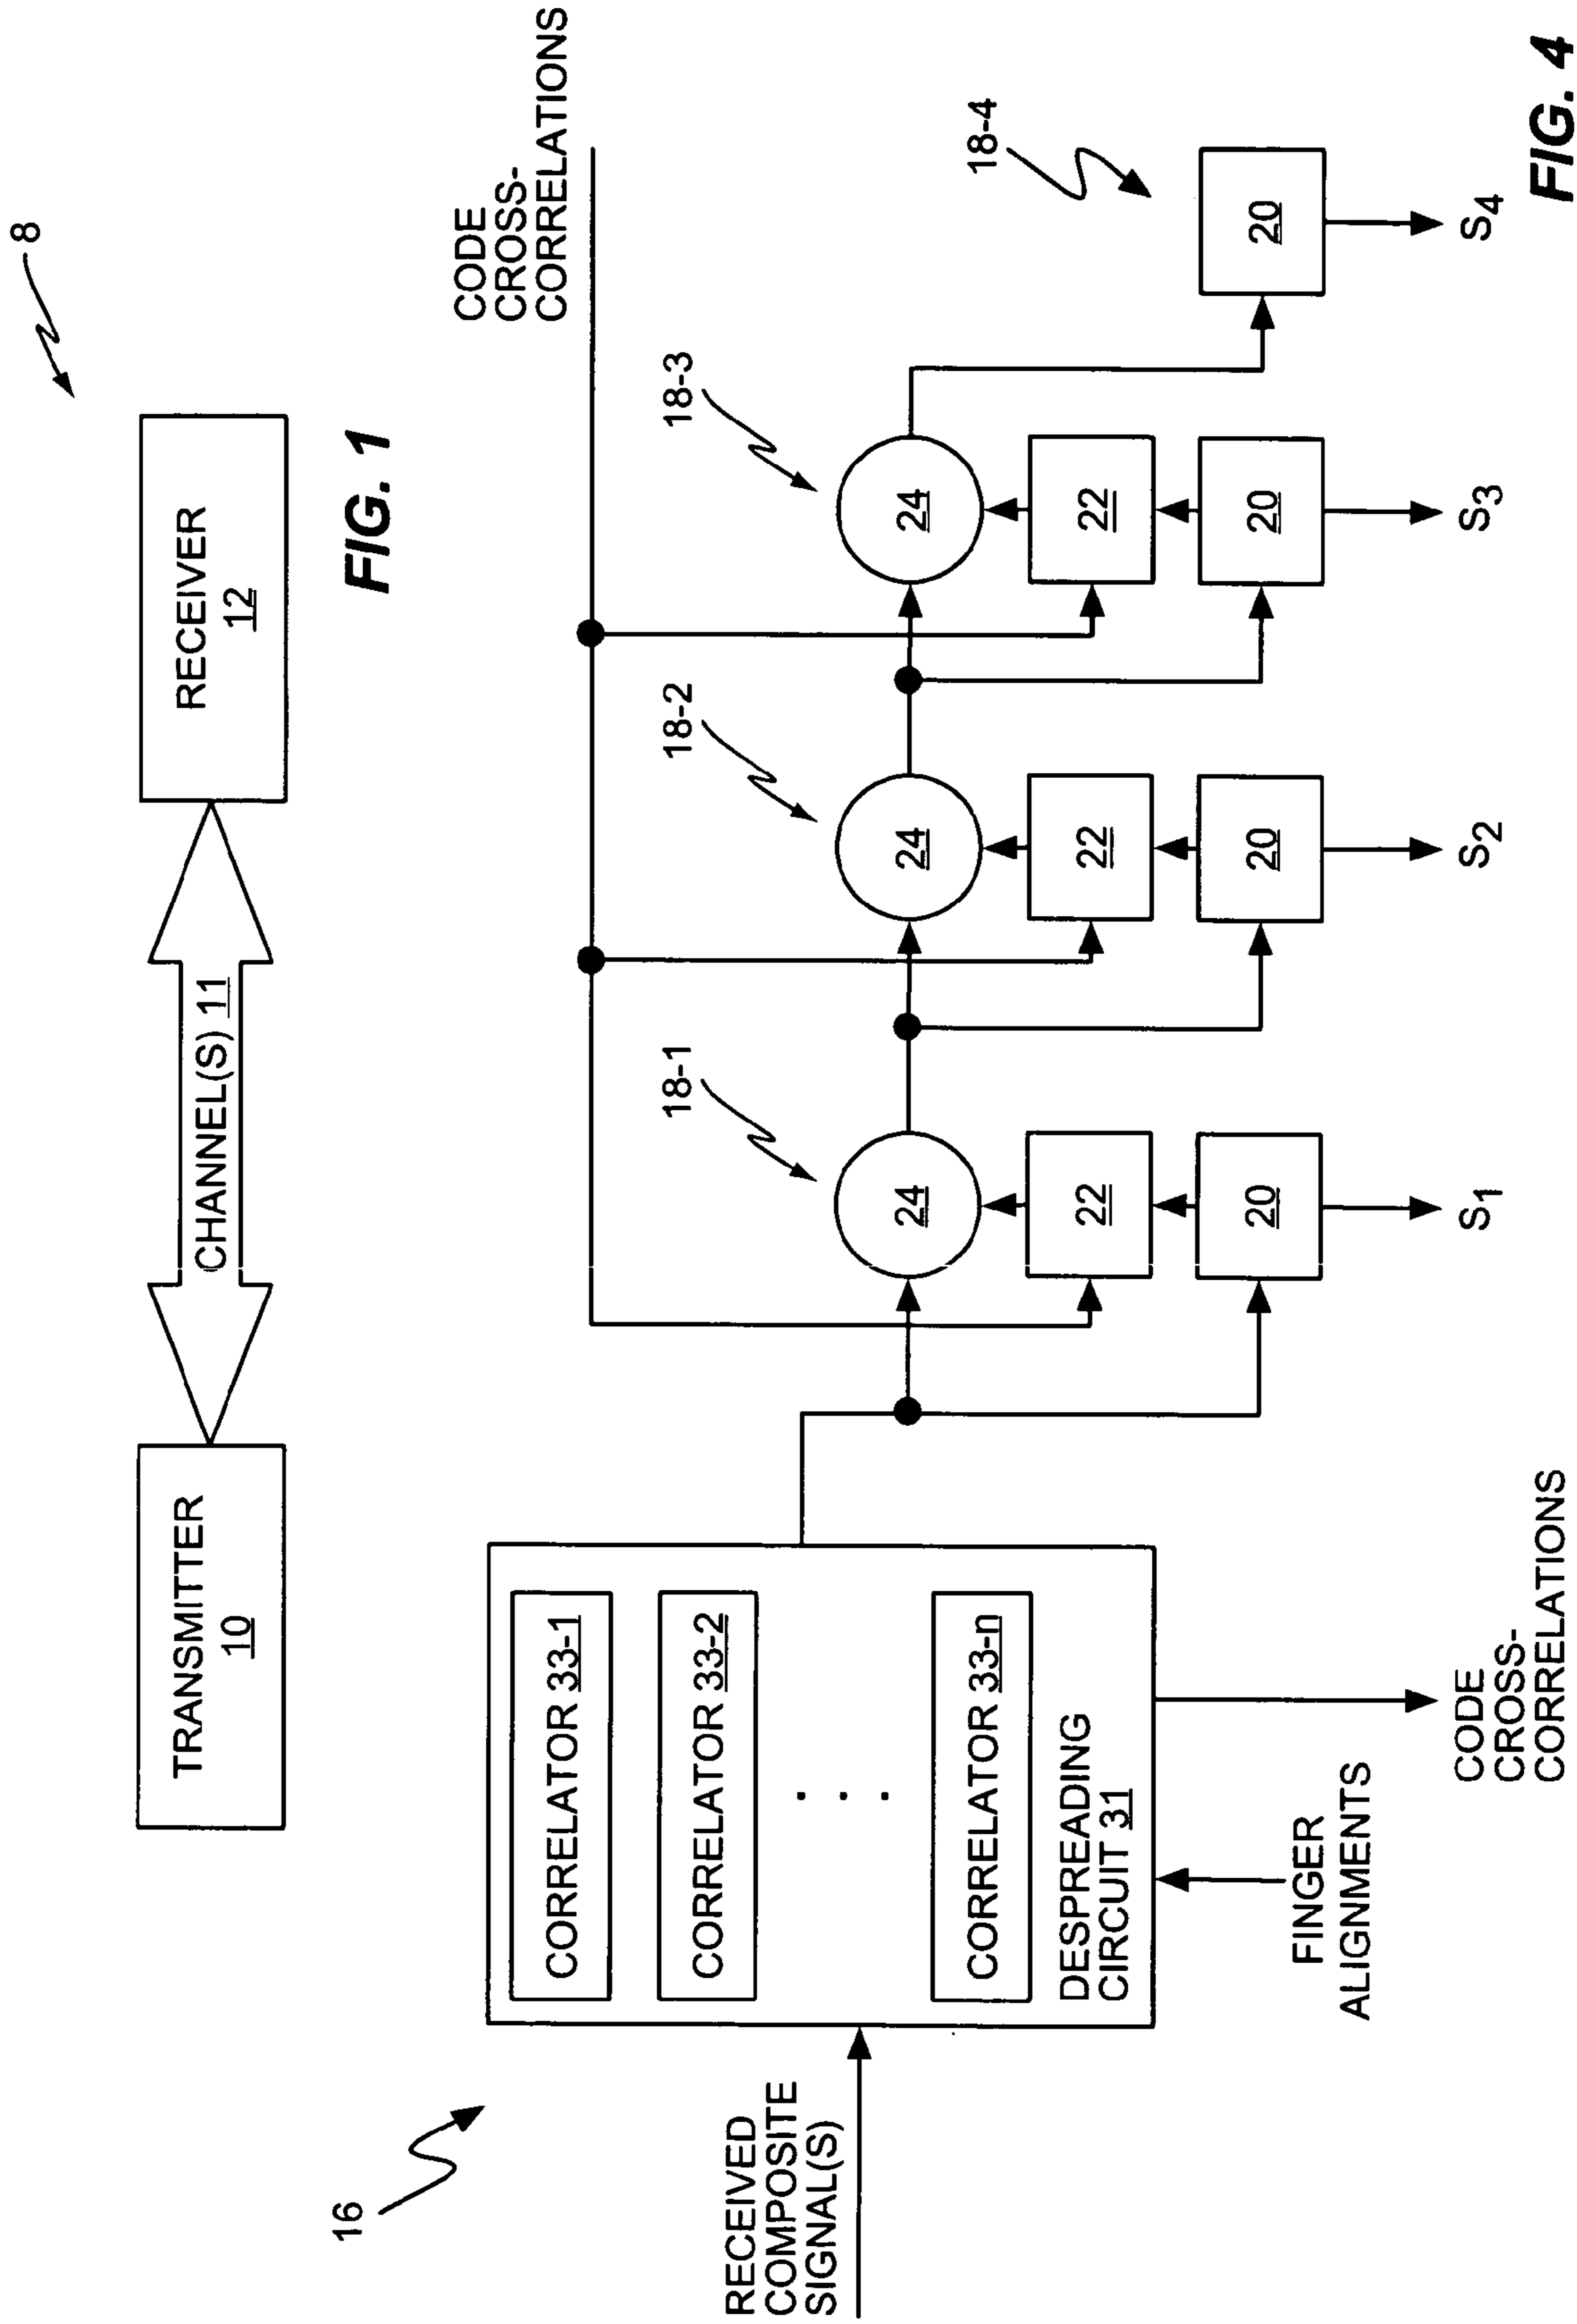 8
TRANSMITTER
10
CHANNEL(S) 11
RECEIVER
12
FIG. 1
16
RECEIVED
COMPOSITE
SIGNAL(S)
CORRELATOR 33-1
CORRELATOR 33-2
. . .
CORRELATOR 33-n
DESPREADING
CIRCUIT 31
FINGER
ALIGNMENTS
CODE
CROSS-
CORRELATIONS
CODE
CROSS-
CORRELATIONS
18-1
24
22
20
S1
18-2
24
22
20
S2
18-3
24
22
20
S3
18-4
20
S4
FIG. 4